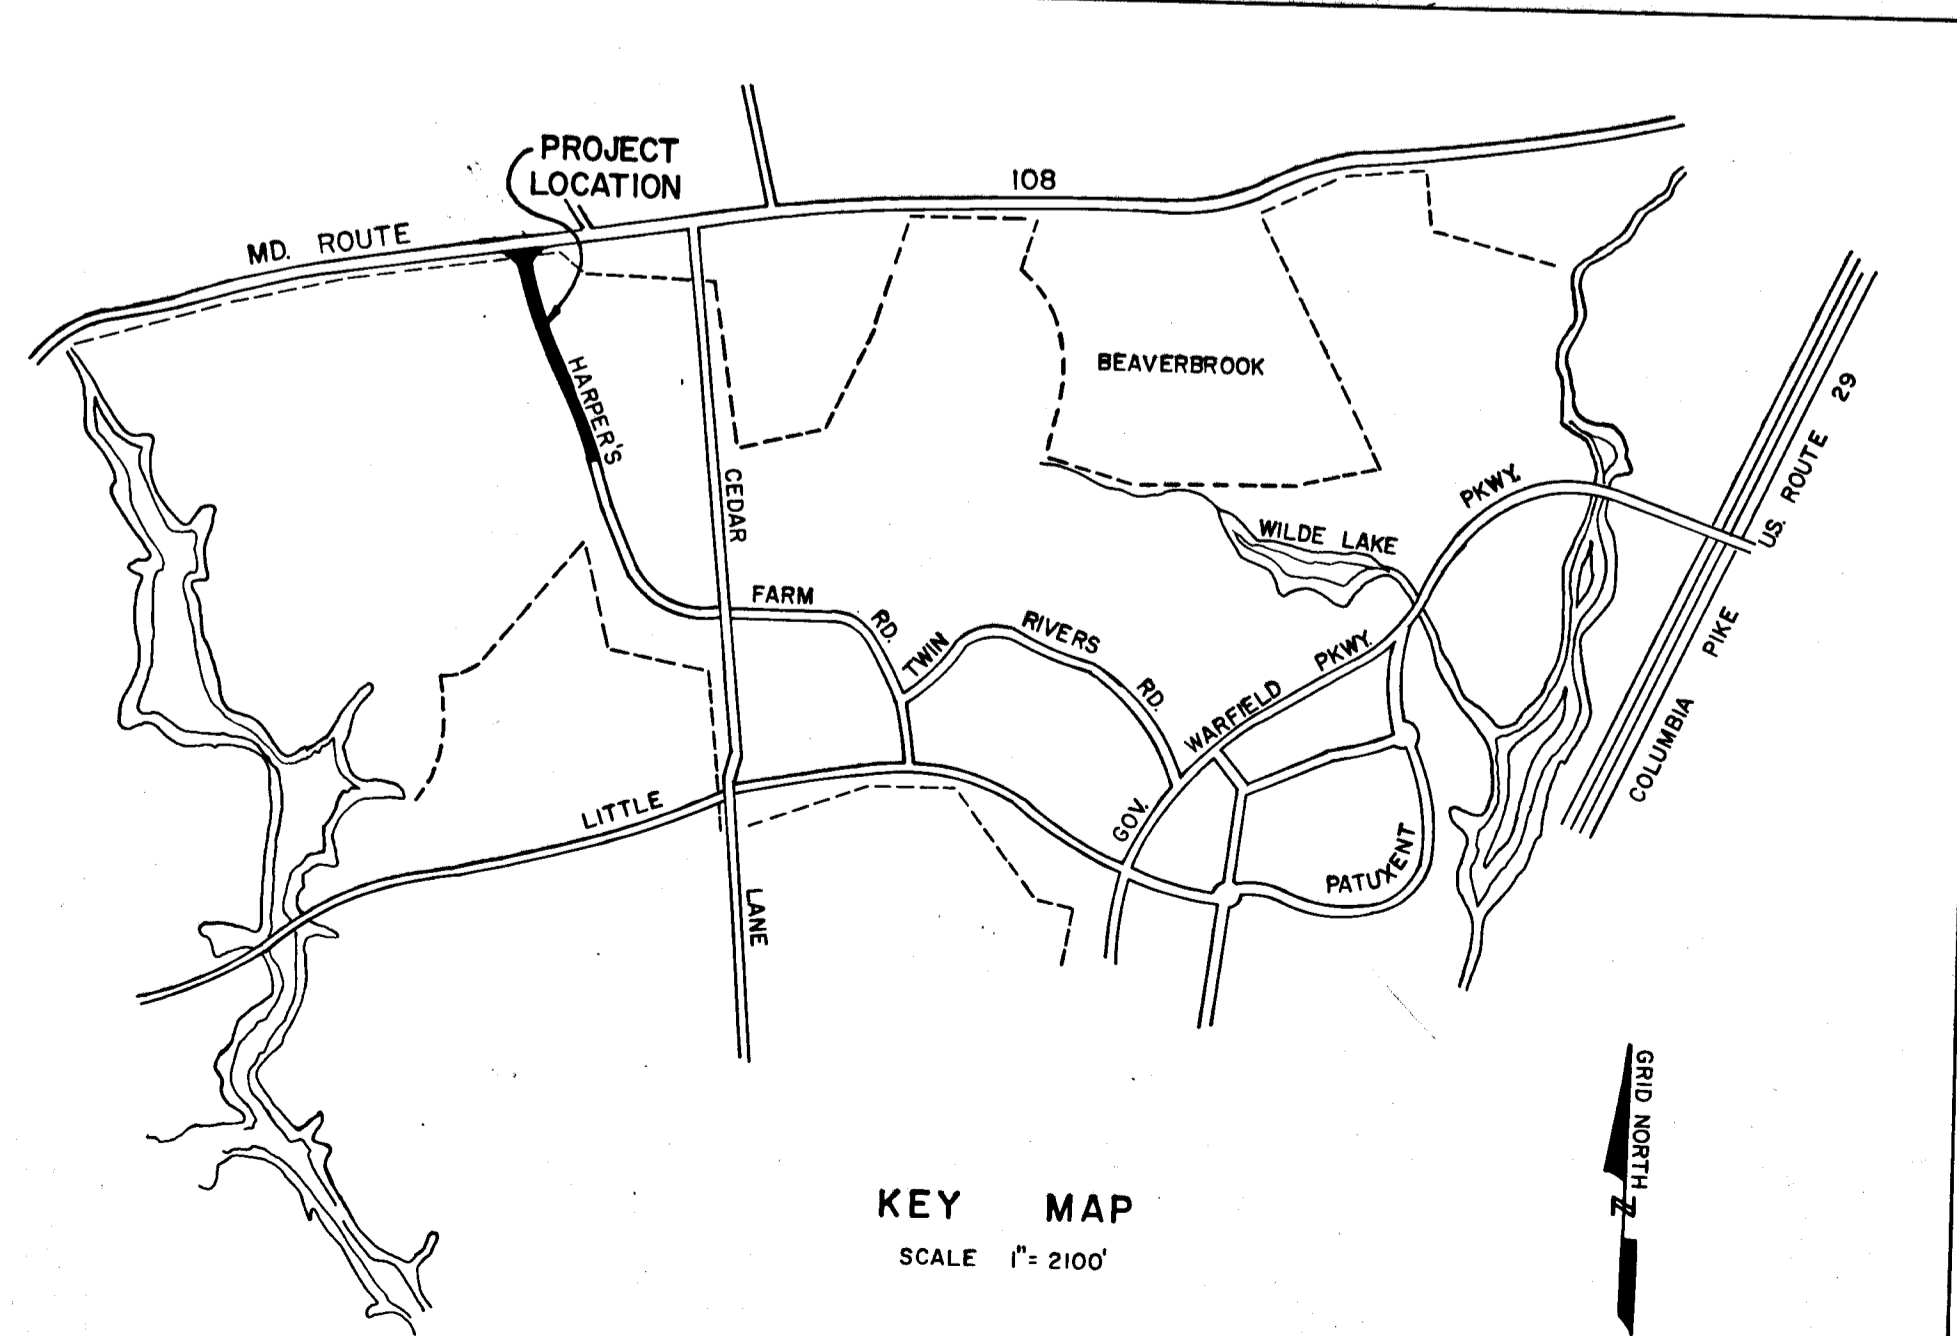 PROJECT
LOCATION
MD. ROUTE 108
BEAVERBROOK
HARPER'S FARM RD.
CEDAR LANE
WILDE LAKE
TWIN RIVERS RD.
GOV. WARFIELD PKWY. PKWY.
LITTLE PATUXENT
COLUMBIA PIKE
U.S. ROUTE 29
GRID NORTH
N
KEY MAP
SCALE 1"= 2100'